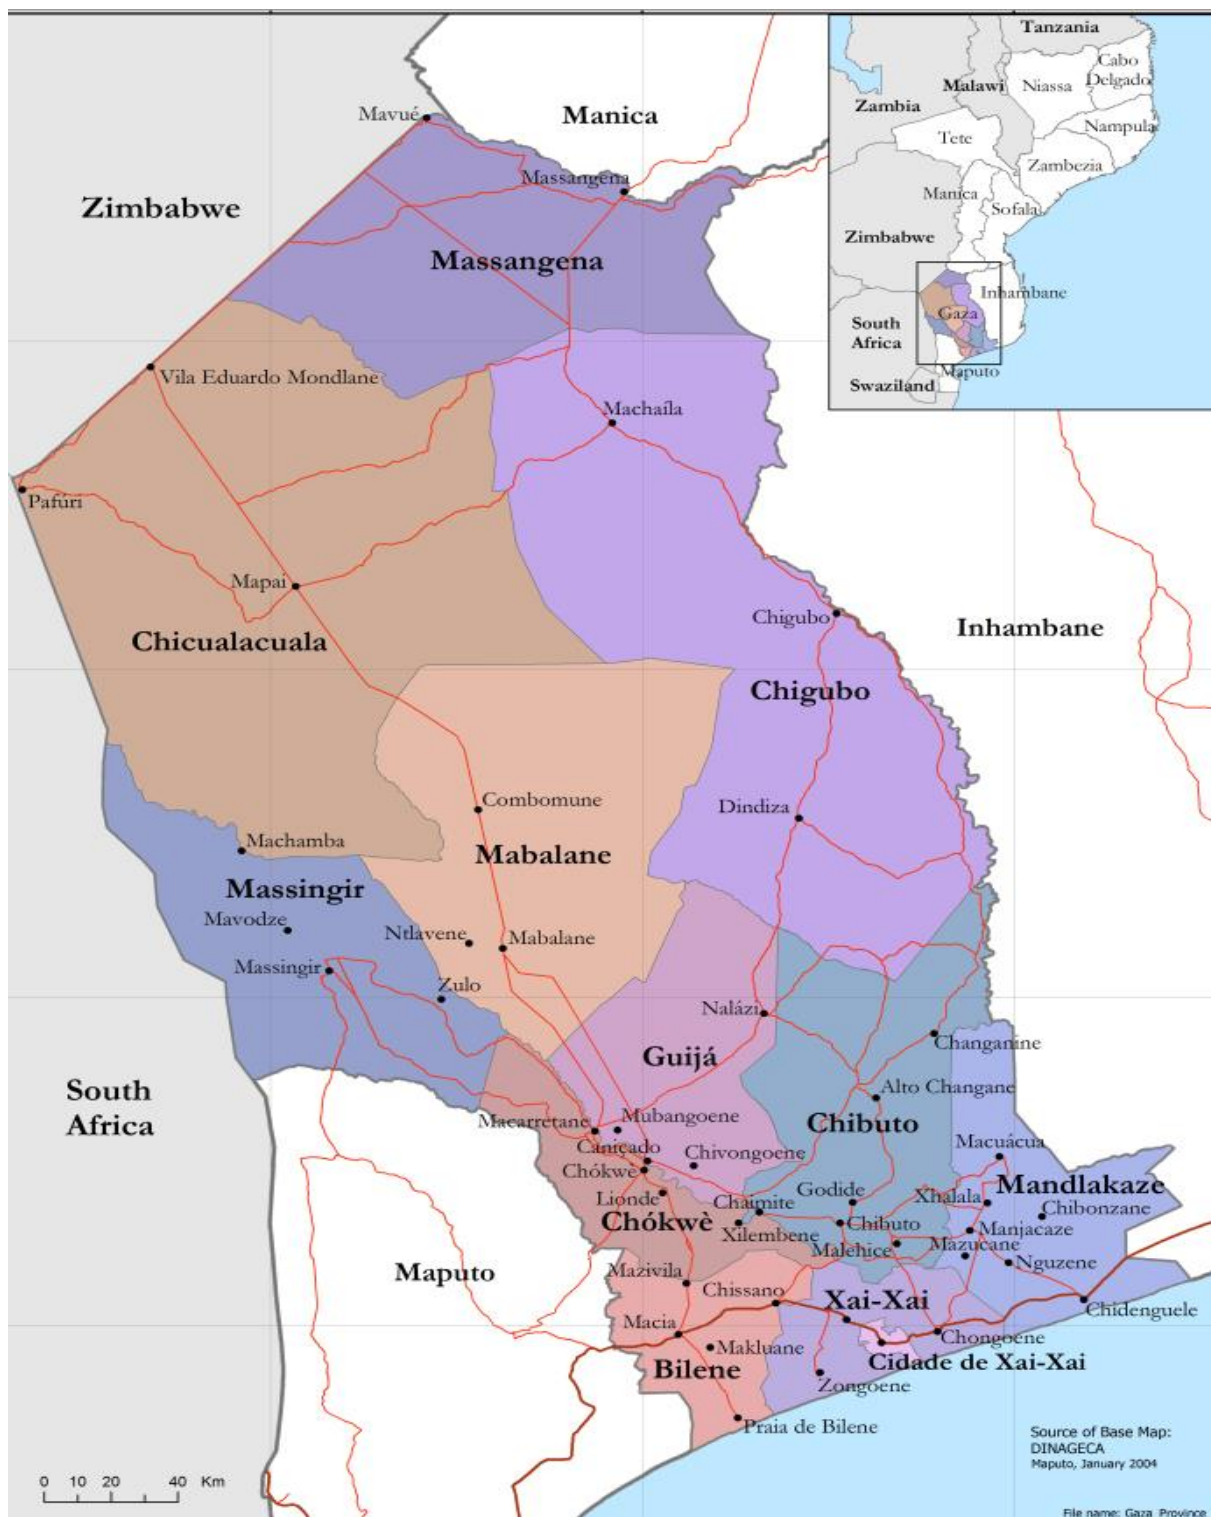 Tanzania
Cabo
Delgado
Malawi
Niassa
Zambia
Nampula
Tete
Zambezia
Manica
Sofala
Zimbabwe
Inhambane
Gaza
South
Africa
Maputo
Swaziland
Manica
Mavué
Massangena
Zimbabwe
Massangena
Vila Eduardo Mondlane
Machaíla
Pafúri
Mapai
Chigubo
Inhambane
Chicualacuala
Chigubo
Combomune
Dindiza
Machamba
Mabalane
Massingir
Mavodze
Ntlavene
Mabalane
Massingir
Zulo
Nalázi
Changanine
Guijá
South
Africa
Alto Changane
Macarretane
Mubangoene
Chibuto
Macuácua
Caniçado
Chivongoene
Chókwè
Mandlakaze
Lionde
Chaimite
Godide
Xhalala
Chibonzane
Chókwè
Xilembene
Chibuto
Manjacaze
Malehice
Mazucane
Nguzene
Maputo
Mazivila
Chissano
Xai-Xai
Chidenguele
Macia
Chongoene
Makluane
Bilene
Cidade de Xai-Xai
Zongoene
Praia de Bilene
Source of Base Map:
DINAGECA
Maputo, January 2004
0 10 20 40 Km
File name: Gaza_Province